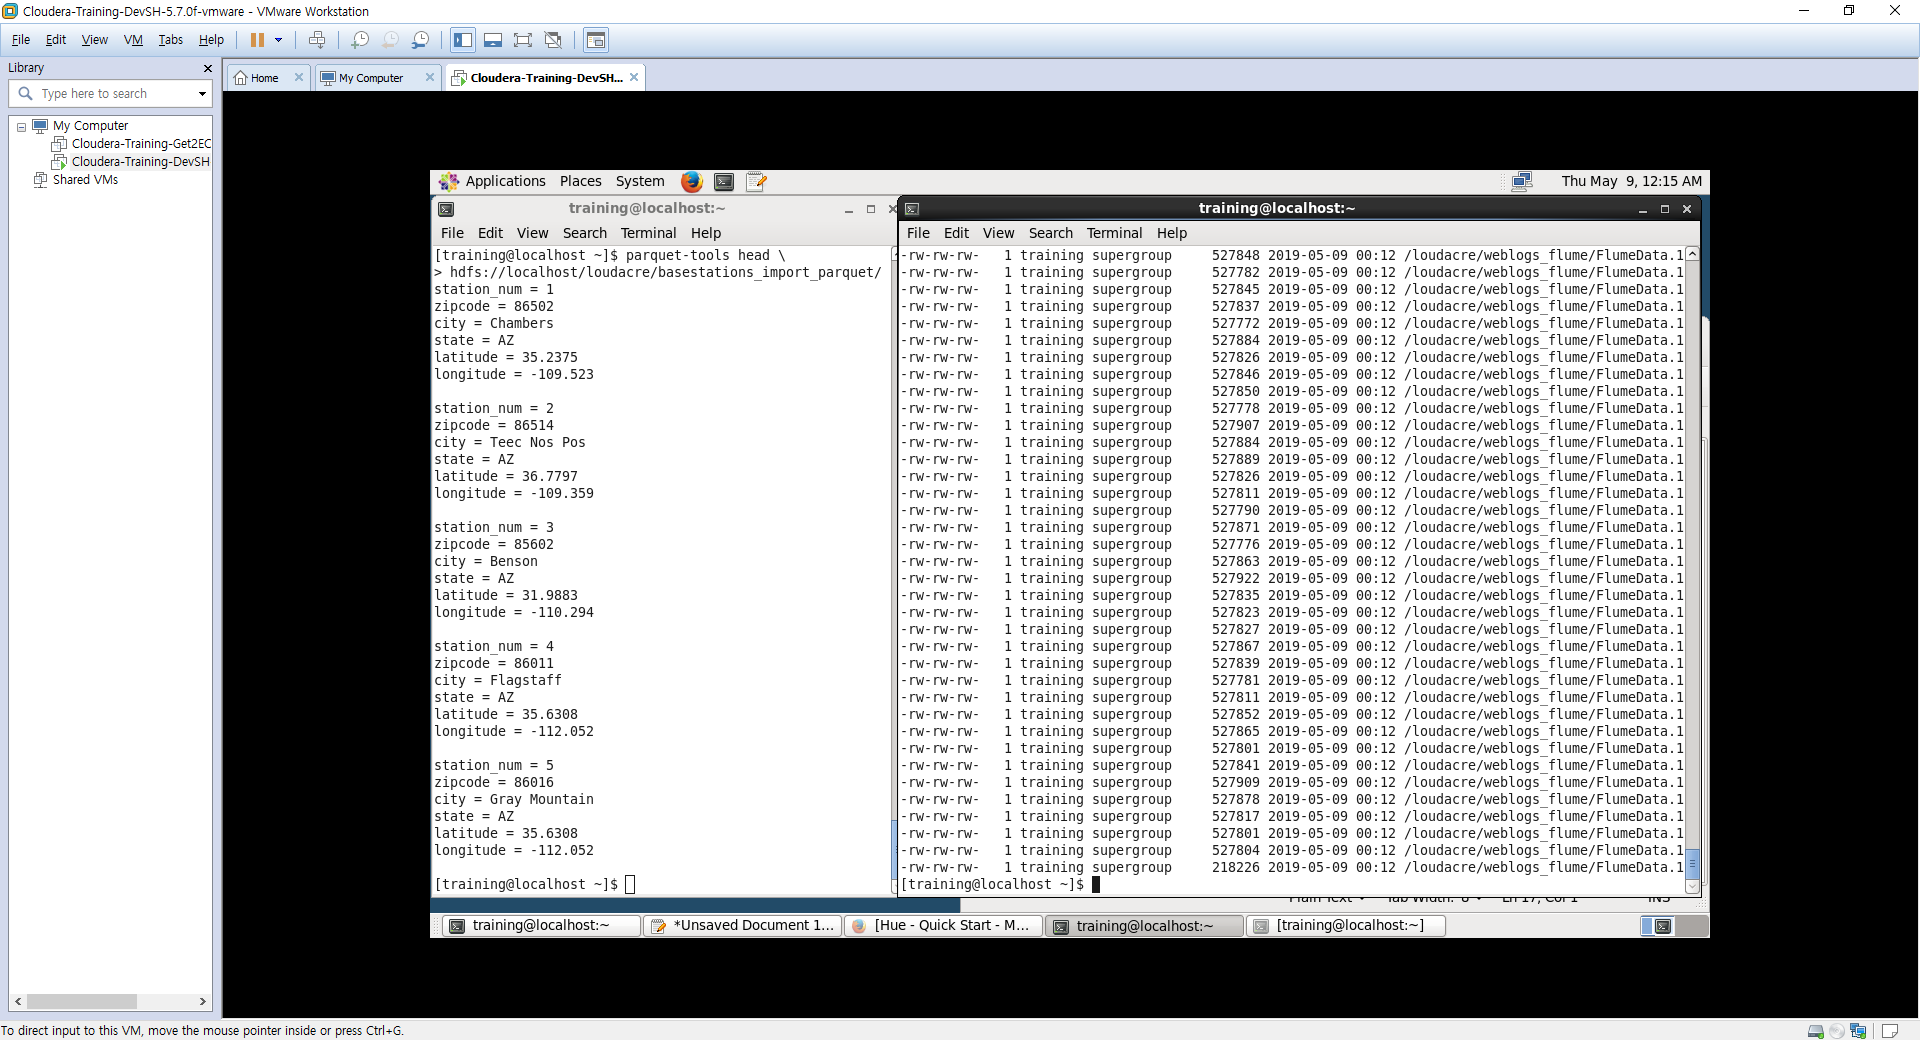 Cloudera-Training-DevSH-5.7.0f-vmware - VMware Workstation
File Edit View VM Tabs Help
Library
Type here to search
My Computer
Cloudera-Training-Get2EC
Cloudera-Training-DevSH
Shared VMs
Home
My Computer
Cloudera-Training-DevSH...
Applications Places System
Thu May 9, 12:15 AM
training@localhost:~
File Edit View Search Terminal Help
[training@localhost ~]$ parquet-tools head \
> hdfs://localhost/loudacre/basestations_import_parquet/
station_num = 1
zipcode = 86502
city = Chambers
state = AZ
latitude = 35.2375
longitude = -109.523
station_num = 2
zipcode = 86514
city = Teec Nos Pos
state = AZ
latitude = 36.7797
longitude = -109.359
station_num = 3
zipcode = 85602
city = Benson
state = AZ
latitude = 31.9883
longitude = -110.294
station_num = 4
zipcode = 86011
city = Flagstaff
state = AZ
latitude = 35.6308
longitude = -112.052
station_num = 5
zipcode = 86016
city = Gray Mountain
state = AZ
latitude = 35.6308
longitude = -112.052
[training@localhost ~]$
training@localhost:~
File Edit View Search Terminal Help
-rw-rw-rw- 1 training supergroup 527848 2019-05-09 00:12 /loudacre/weblogs_flume/FlumeData.1
-rw-rw-rw- 1 training supergroup 527782 2019-05-09 00:12 /loudacre/weblogs_flume/FlumeData.1
-rw-rw-rw- 1 training supergroup 527845 2019-05-09 00:12 /loudacre/weblogs_flume/FlumeData.1
-rw-rw-rw- 1 training supergroup 527837 2019-05-09 00:12 /loudacre/weblogs_flume/FlumeData.1
-rw-rw-rw- 1 training supergroup 527772 2019-05-09 00:12 /loudacre/weblogs_flume/FlumeData.1
-rw-rw-rw- 1 training supergroup 527884 2019-05-09 00:12 /loudacre/weblogs_flume/FlumeData.1
-rw-rw-rw- 1 training supergroup 527826 2019-05-09 00:12 /loudacre/weblogs_flume/FlumeData.1
-rw-rw-rw- 1 training supergroup 527846 2019-05-09 00:12 /loudacre/weblogs_flume/FlumeData.1
-rw-rw-rw- 1 training supergroup 527850 2019-05-09 00:12 /loudacre/weblogs_flume/FlumeData.1
-rw-rw-rw- 1 training supergroup 527778 2019-05-09 00:12 /loudacre/weblogs_flume/FlumeData.1
-rw-rw-rw- 1 training supergroup 527907 2019-05-09 00:12 /loudacre/weblogs_flume/FlumeData.1
-rw-rw-rw- 1 training supergroup 527884 2019-05-09 00:12 /loudacre/weblogs_flume/FlumeData.1
-rw-rw-rw- 1 training supergroup 527889 2019-05-09 00:12 /loudacre/weblogs_flume/FlumeData.1
-rw-rw-rw- 1 training supergroup 527826 2019-05-09 00:12 /loudacre/weblogs_flume/FlumeData.1
-rw-rw-rw- 1 training supergroup 527811 2019-05-09 00:12 /loudacre/weblogs_flume/FlumeData.1
-rw-rw-rw- 1 training supergroup 527790 2019-05-09 00:12 /loudacre/weblogs_flume/FlumeData.1
-rw-rw-rw- 1 training supergroup 527871 2019-05-09 00:12 /loudacre/weblogs_flume/FlumeData.1
-rw-rw-rw- 1 training supergroup 527776 2019-05-09 00:12 /loudacre/weblogs_flume/FlumeData.1
-rw-rw-rw- 1 training supergroup 527863 2019-05-09 00:12 /loudacre/weblogs_flume/FlumeData.1
-rw-rw-rw- 1 training supergroup 527922 2019-05-09 00:12 /loudacre/weblogs_flume/FlumeData.1
-rw-rw-rw- 1 training supergroup 527835 2019-05-09 00:12 /loudacre/weblogs_flume/FlumeData.1
-rw-rw-rw- 1 training supergroup 527823 2019-05-09 00:12 /loudacre/weblogs_flume/FlumeData.1
-rw-rw-rw- 1 training supergroup 527827 2019-05-09 00:12 /loudacre/weblogs_flume/FlumeData.1
-rw-rw-rw- 1 training supergroup 527867 2019-05-09 00:12 /loudacre/weblogs_flume/FlumeData.1
-rw-rw-rw- 1 training supergroup 527839 2019-05-09 00:12 /loudacre/weblogs_flume/FlumeData.1
-rw-rw-rw- 1 training supergroup 527781 2019-05-09 00:12 /loudacre/weblogs_flume/FlumeData.1
-rw-rw-rw- 1 training supergroup 527811 2019-05-09 00:12 /loudacre/weblogs_flume/FlumeData.1
-rw-rw-rw- 1 training supergroup 527852 2019-05-09 00:12 /loudacre/weblogs_flume/FlumeData.1
-rw-rw-rw- 1 training supergroup 527865 2019-05-09 00:12 /loudacre/weblogs_flume/FlumeData.1
-rw-rw-rw- 1 training supergroup 527801 2019-05-09 00:12 /loudacre/weblogs_flume/FlumeData.1
-rw-rw-rw- 1 training supergroup 527841 2019-05-09 00:12 /loudacre/weblogs_flume/FlumeData.1
-rw-rw-rw- 1 training supergroup 527909 2019-05-09 00:12 /loudacre/weblogs_flume/FlumeData.1
-rw-rw-rw- 1 training supergroup 527878 2019-05-09 00:12 /loudacre/weblogs_flume/FlumeData.1
-rw-rw-rw- 1 training supergroup 527817 2019-05-09 00:12 /loudacre/weblogs_flume/FlumeData.1
-rw-rw-rw- 1 training supergroup 527801 2019-05-09 00:12 /loudacre/weblogs_flume/FlumeData.1
-rw-rw-rw- 1 training supergroup 527804 2019-05-09 00:12 /loudacre/weblogs_flume/FlumeData.1
-rw-rw-rw- 1 training supergroup 218226 2019-05-09 00:12 /loudacre/weblogs_flume/FlumeData.1
[training@localhost ~]$
Plain Text Tab Width: 8 Ln 17, Col 1 INS
training@localhost:~
*Unsaved Document 1...
[Hue - Quick Start - M...
training@localhost:~
[training@localhost:~]
To direct input to this VM, move the mouse pointer inside or press Ctrl+G.